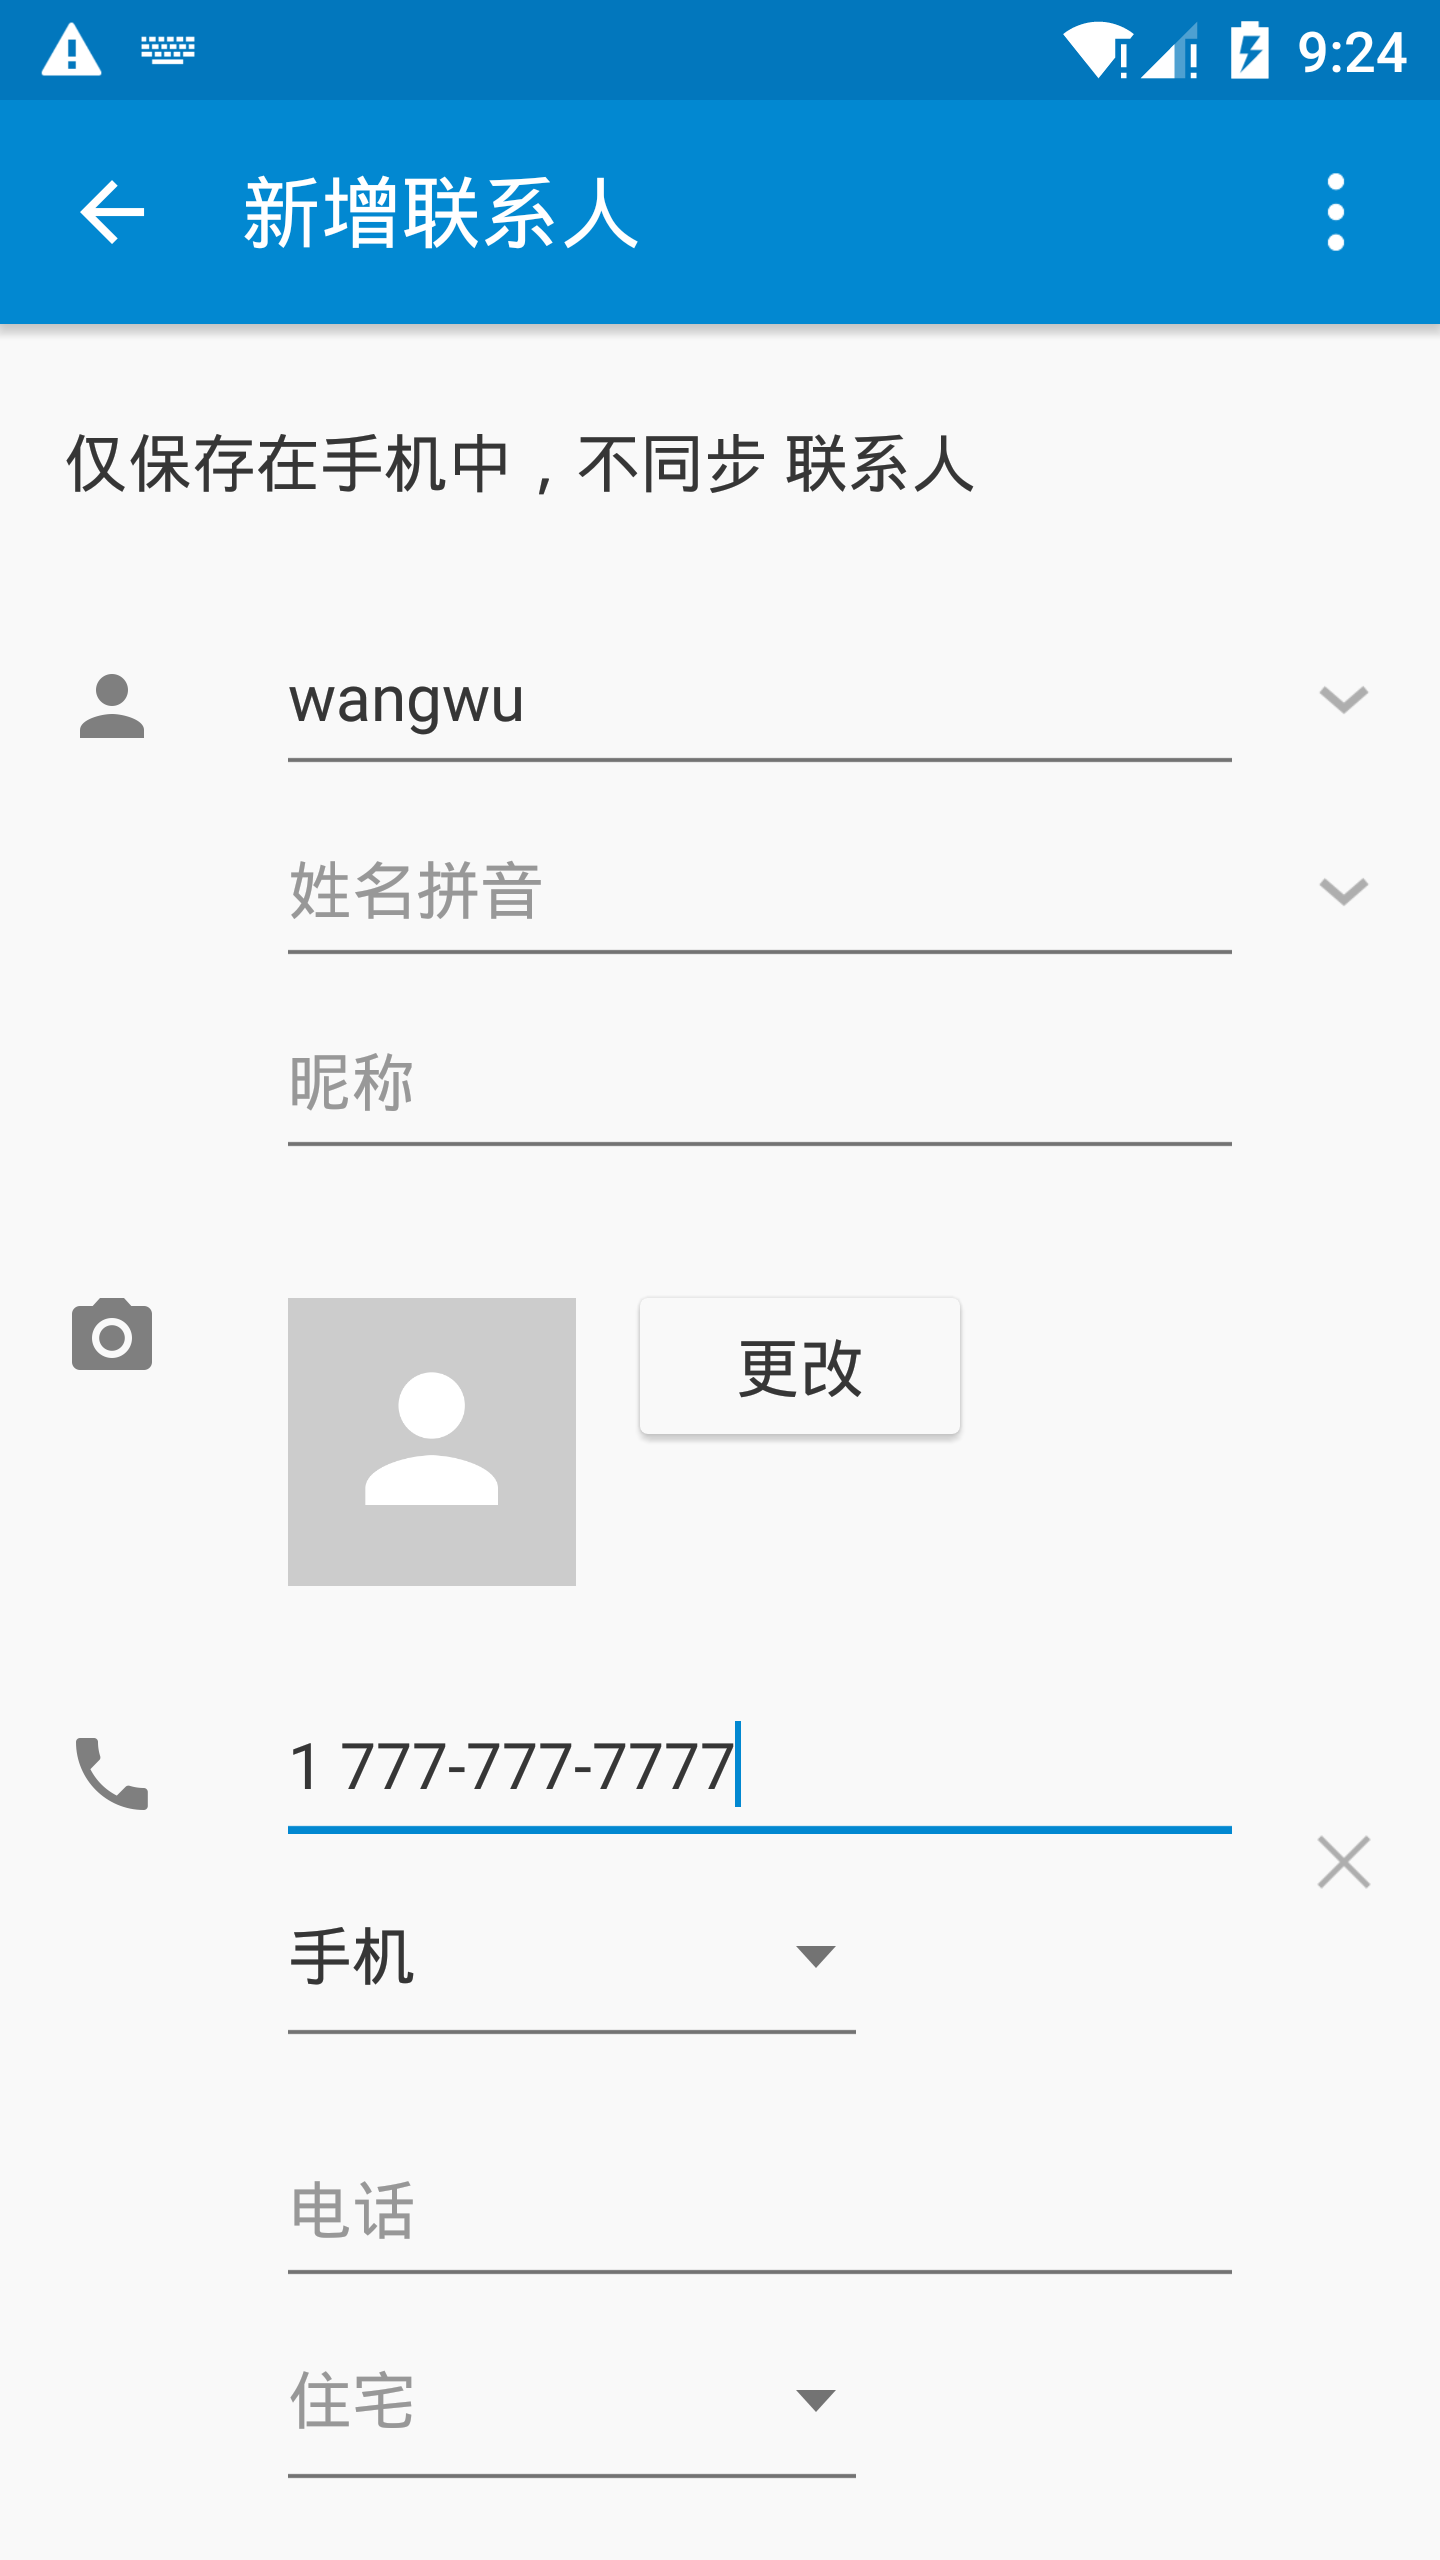 9:24
新增联系人
仅保存在手机中，不同步 联系人
wangwu
姓名拼音
昵称
更改
1 777-777-7777
手机
电话
住宅